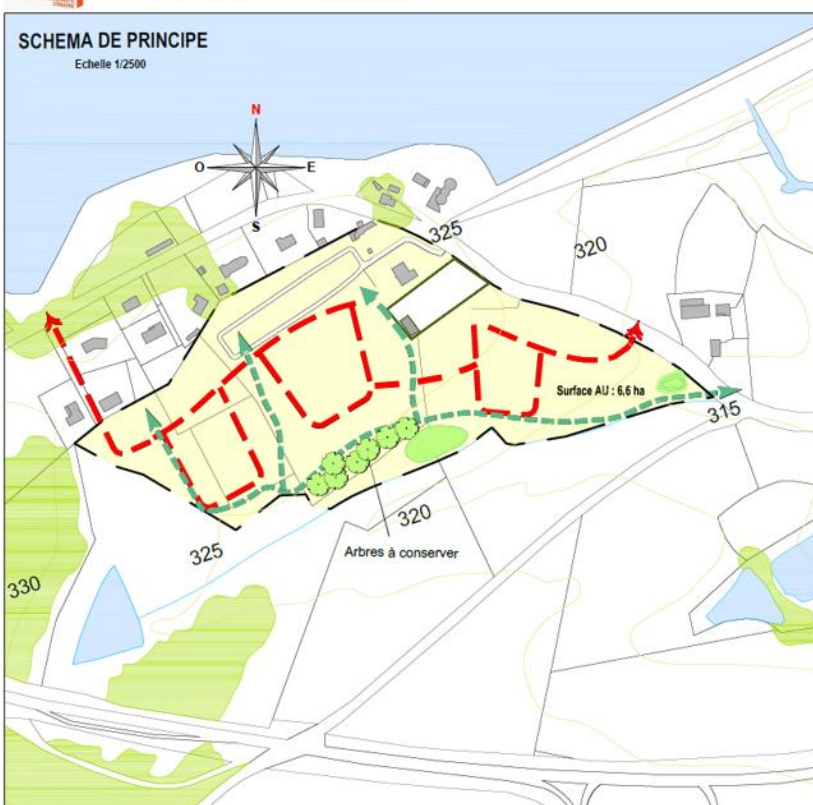 SCHEMA DE PRINCIPE
Echelle 1/2500
N
O
E
S
325
320
Surface AU : 6,6 ha
315
320
325
Arbres à conserver
330